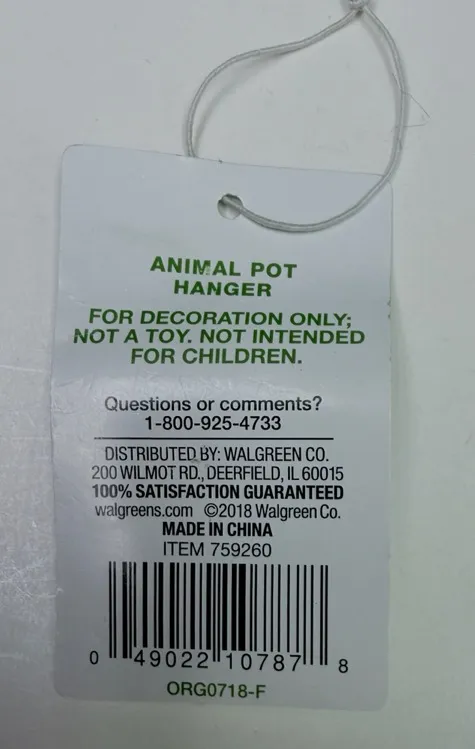 ANIMAL POT
HANGER
FOR DECORATION ONLY;
NOT A TOY. NOT INTENDED
FOR CHILDREN.
Questions or comments?
1-800-925-4733
DISTRIBUTED BY: WALGREEN CO.
200 WILMOT RD., DEERFIELD, IL 60015
100% SATISFACTION GUARANTEED
walgreens.com ©2018 Walgreen Co.
MADE IN CHINA
ITEM 759260
0 49022 10787 8
ORG0718-F